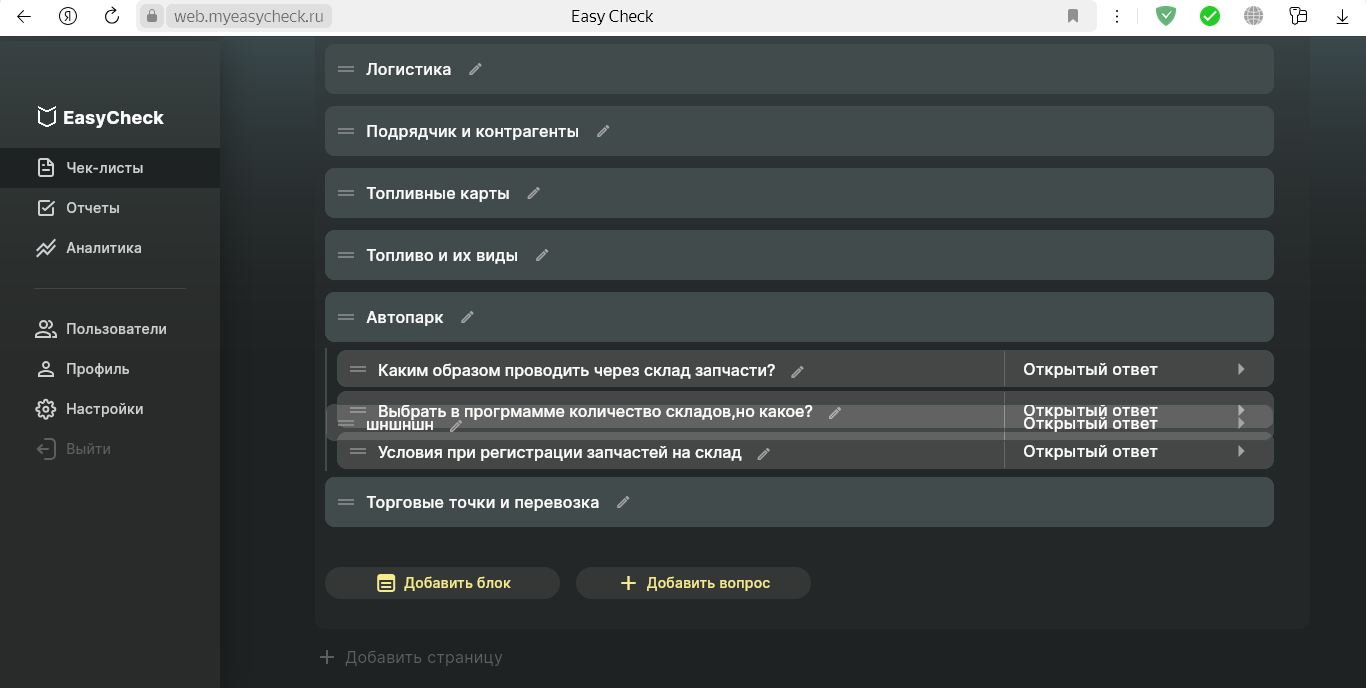 web.myeasycheck.ru
Easy Check
EasyCheck
Чек-листы
Отчеты
Аналитика
Пользователи
Профиль
Настройки
Выйти
Логистика
Подрядчик и контрагенты
Топливные карты
Топливо и их виды
Автопарк
Каким образом проводить через склад запчасти? Открытый ответ
Выбрать в прогрмамме количество складов,но какое? Открытый ответ
шншншн Открытый ответ
Условия при регистрации запчастей на склад Открытый ответ
Торговые точки и перевозка
Добавить блок Добавить вопрос
Добавить страницу